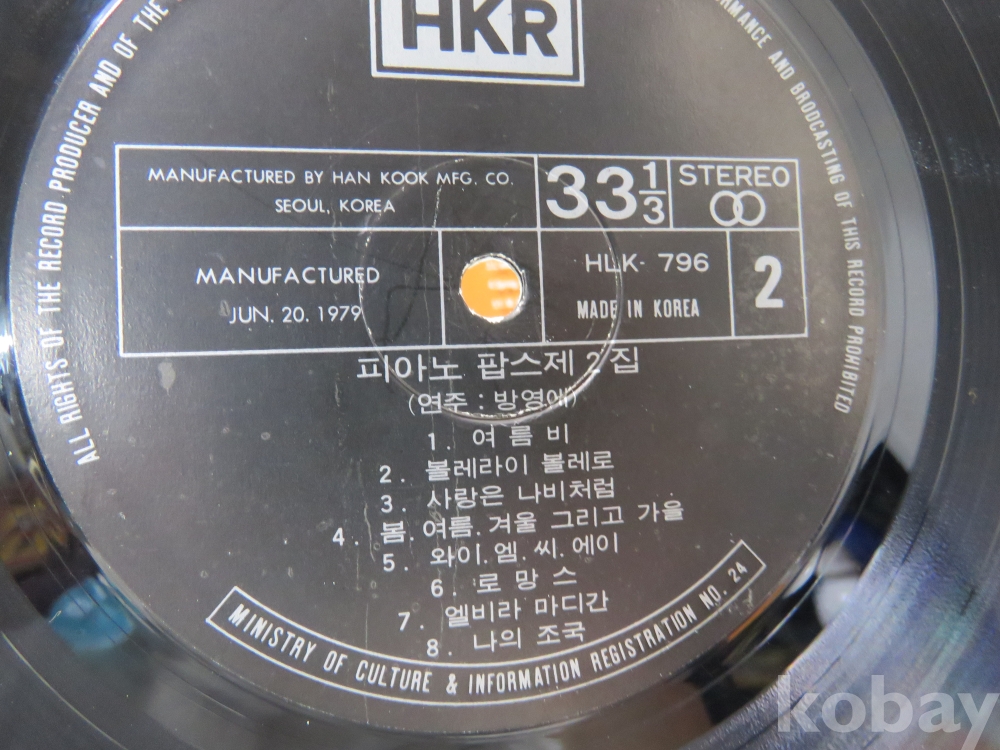 HKR
ALL RIGHTS OF THE RECORD PRODUCER AND OF THE
RMANCE AND BRODCASTING OF THIS RECORD PROHIBITED
MANUFACTURED BY HAN KOOK MFG. CO.
SEOUL, KOREA
33 1/3
STEREO
MANUFACTURED
JUN. 20. 1979
HLK- 796
MADE IN KOREA
2
피아노 팝스제 2 집
(연주 : 방영애)
1. 여 름 비
2. 볼레라이 볼레로
3. 사랑은 나비처럼
4. 봄. 여름. 겨울 그리고 가을
5. 와이. 엠. 씨. 에이
6. 로 망 스
7. 엘비라 마디간
8. 나의 조국
MINISTRY OF CULTURE & INFORMATION REGISTRATION NO. 24
kobay